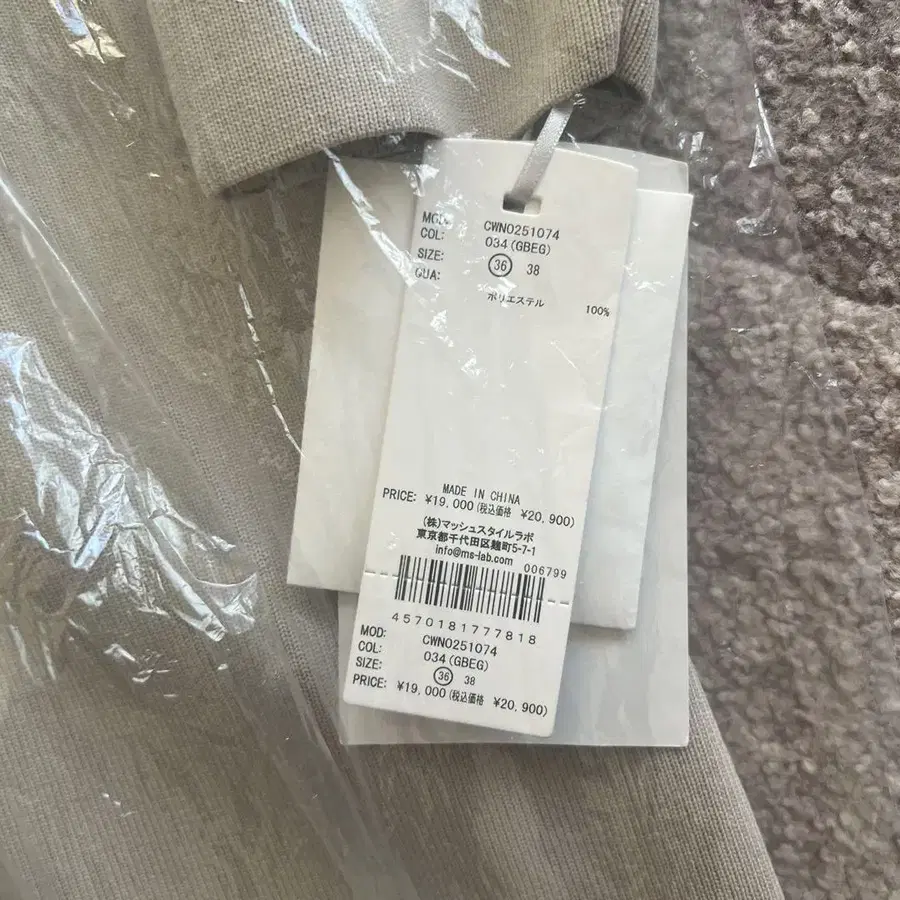 MOD: CWNO251074
COL: 034(GBEG)
SIZE: 36 38
QUA:
ポリエステル 100%
MADE IN CHINA
PRICE: ¥19,000(税込価格 ¥20,900)
(株)マッシュスタイルラボ
東京都千代田区麹町5-7-1
info@ms-lab.com 006799
4570181777818
MOD: CWNO251074
COL: 034(GBEG)
SIZE: 36 38
PRICE: ¥19,000(税込価格 ¥20,900)